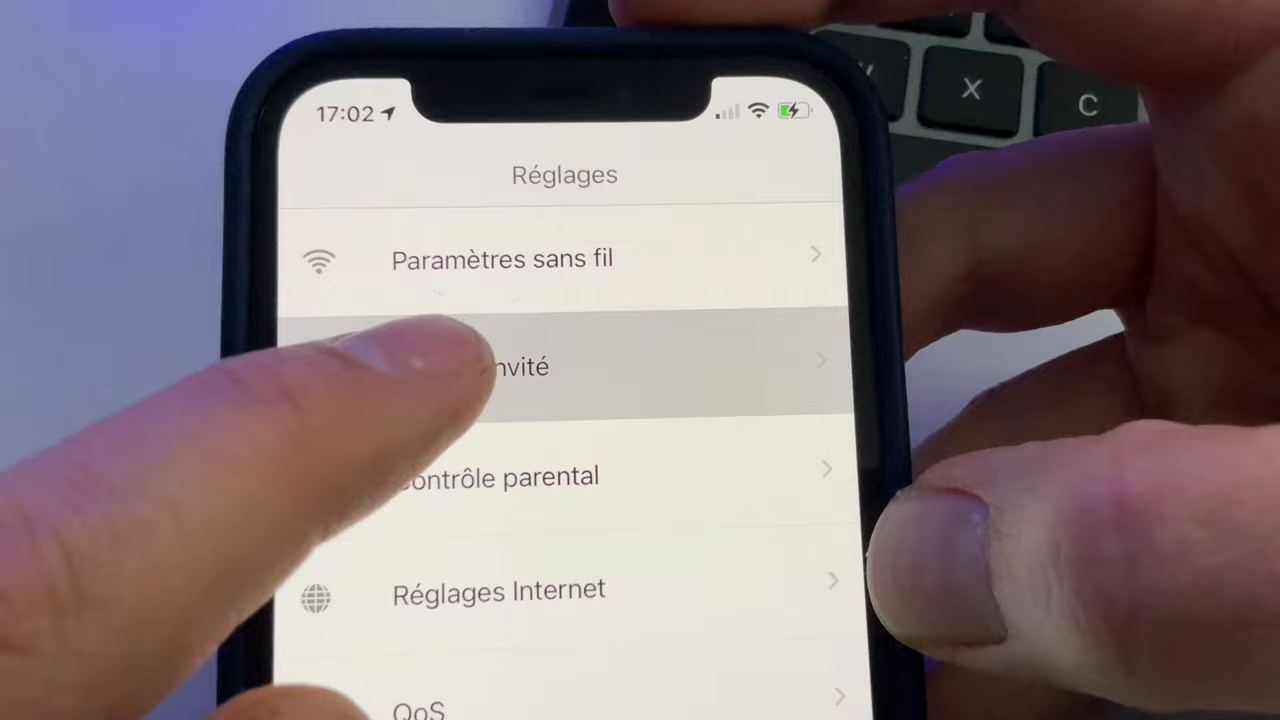 X
C
17:02
Réglages
Paramètres sans fil
nvité
ontrôle parental
Réglages Internet
QoS